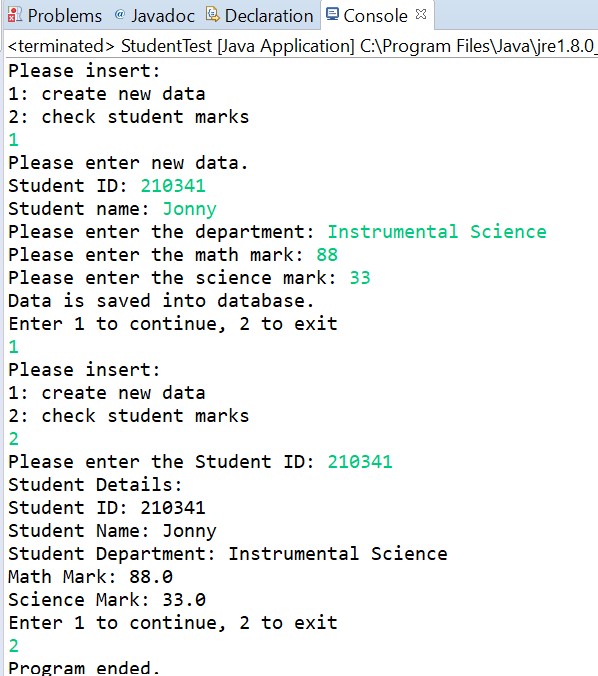 Problems @ Javadoc Declaration Console
<terminated> StudentTest [Java Application] C:\Program Files\Java\jre1.8.0_
Please insert:
1: create new data
2: check student marks
1
Please enter new data.
Student ID: 210341
Student name: Jonny
Please enter the department: Instrumental Science
Please enter the math mark: 88
Please enter the science mark: 33
Data is saved into database.
Enter 1 to continue, 2 to exit
1
Please insert:
1: create new data
2: check student marks
2
Please enter the Student ID: 210341
Student Details:
Student ID: 210341
Student Name: Jonny
Student Department: Instrumental Science
Math Mark: 88.0
Science Mark: 33.0
Enter 1 to continue, 2 to exit
2
Program ended.